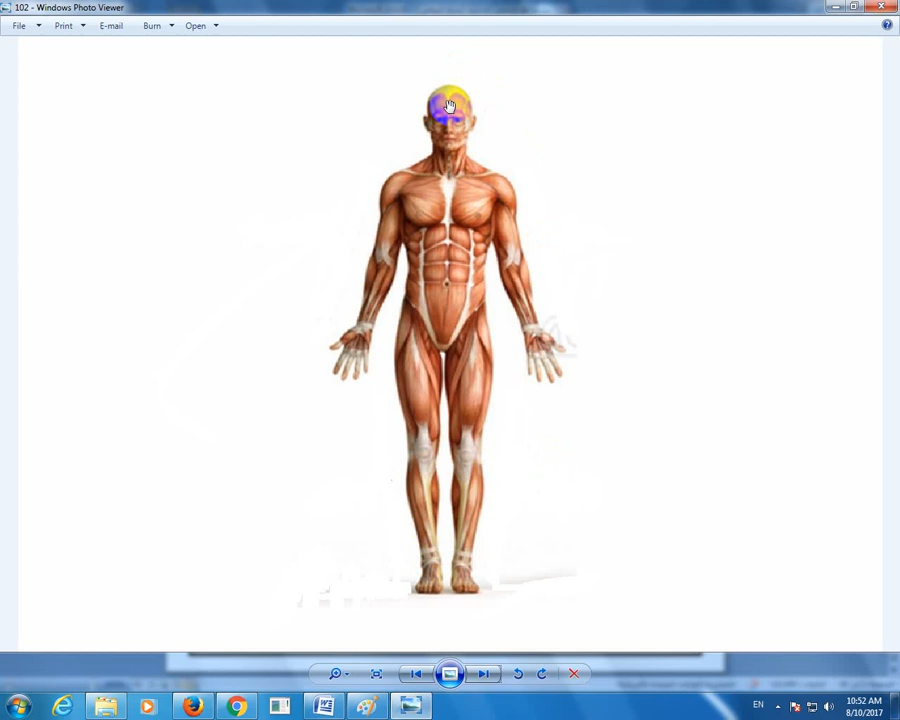 102 - Windows Photo Viewer
File Print E-mail Burn Open
EN
10:52 AM
8/10/2017